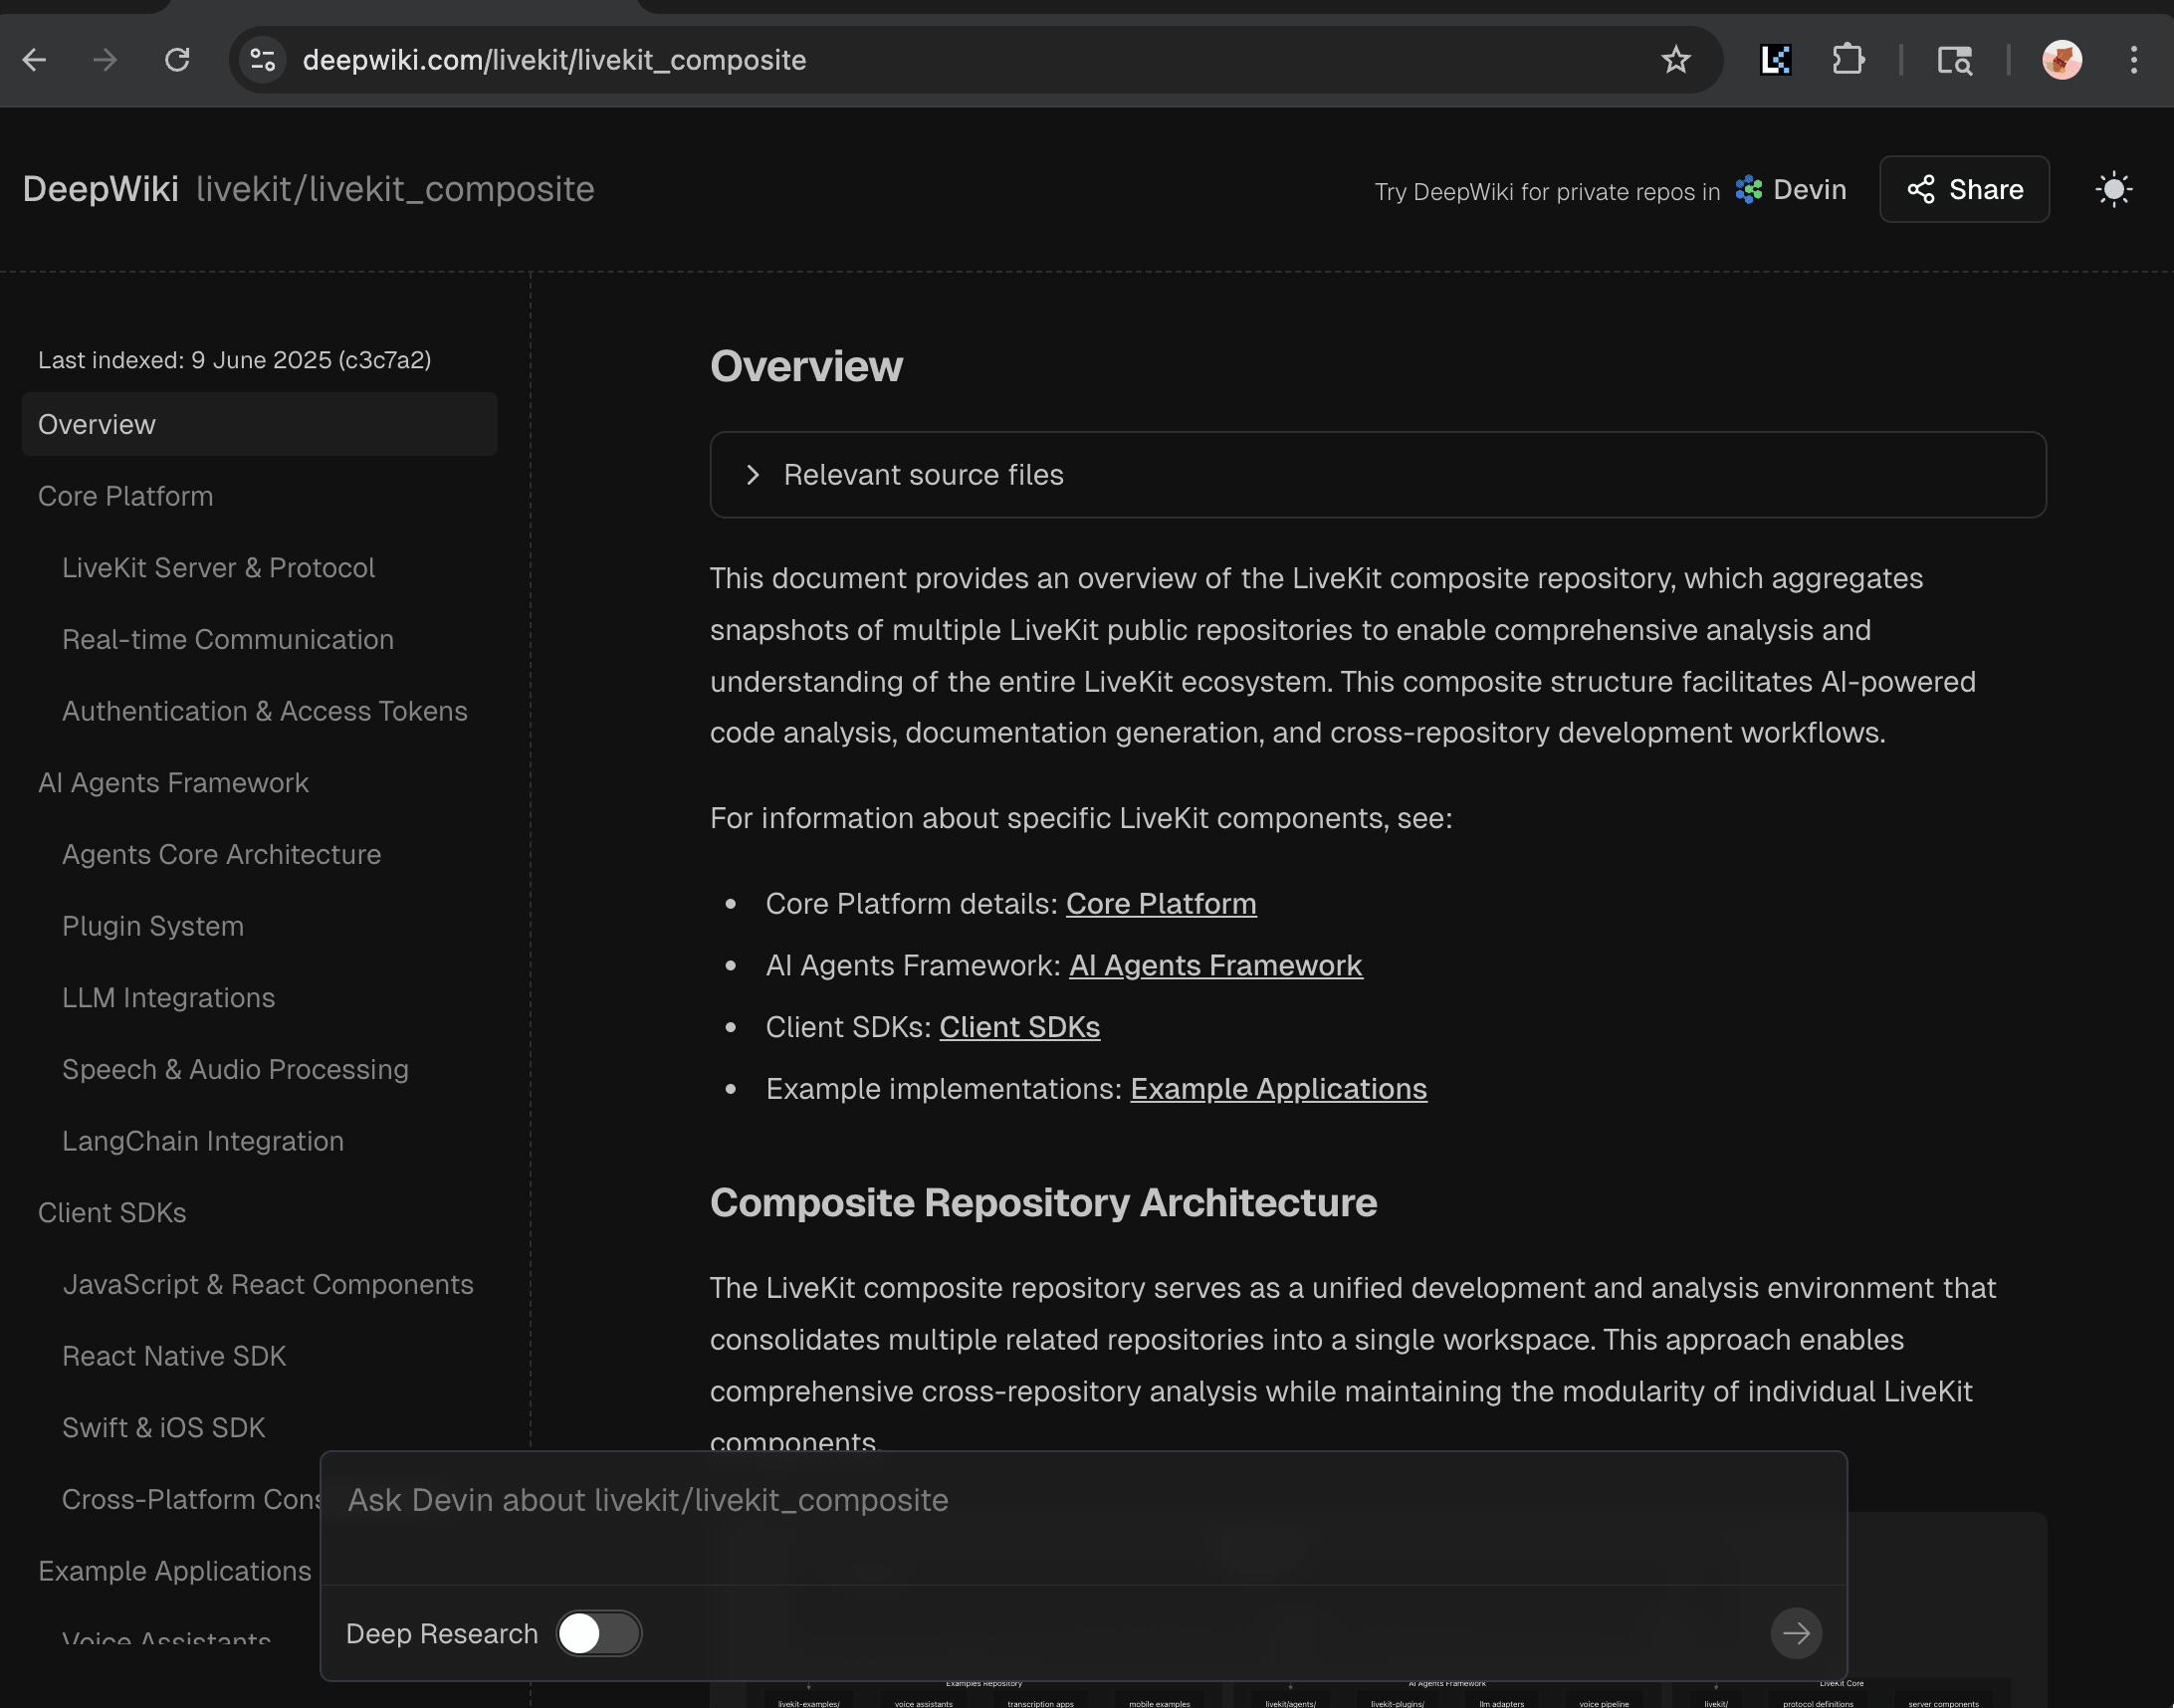 deepwiki.com/livekit/livekit_composite
DeepWiki livekit/livekit_composite
Try DeepWiki for private repos in Devin
Share
Last indexed: 9 June 2025 (c3c7a2)
Overview
Core Platform
LiveKit Server & Protocol
Real-time Communication
Authentication & Access Tokens
AI Agents Framework
Agents Core Architecture
Plugin System
LLM Integrations
Speech & Audio Processing
LangChain Integration
Client SDKs
JavaScript & React Components
React Native SDK
Swift & iOS SDK
Cross-Platform Cons
Example Applications
Voice Assistants
Overview
Relevant source files
This document provides an overview of the LiveKit composite repository, which aggregates
snapshots of multiple LiveKit public repositories to enable comprehensive analysis and
understanding of the entire LiveKit ecosystem. This composite structure facilitates AI-powered
code analysis, documentation generation, and cross-repository development workflows.
For information about specific LiveKit components, see:
Core Platform details: Core Platform
AI Agents Framework: AI Agents Framework
Client SDKs: Client SDKs
Example implementations: Example Applications
Composite Repository Architecture
The LiveKit composite repository serves as a unified development and analysis environment that
consolidates multiple related repositories into a single workspace. This approach enables
comprehensive cross-repository analysis while maintaining the modularity of individual LiveKit
components.
Ask Devin about livekit/livekit_composite
Deep Research
Examples Repository
AI Agents Framework
LiveKit Core
livekit-examples/
voice assistants
transcription apps
mobile examples
livekit/agents/
livekit-plugins/
llm adapters
voice pipeline
livekit/
protocol definitions
server components